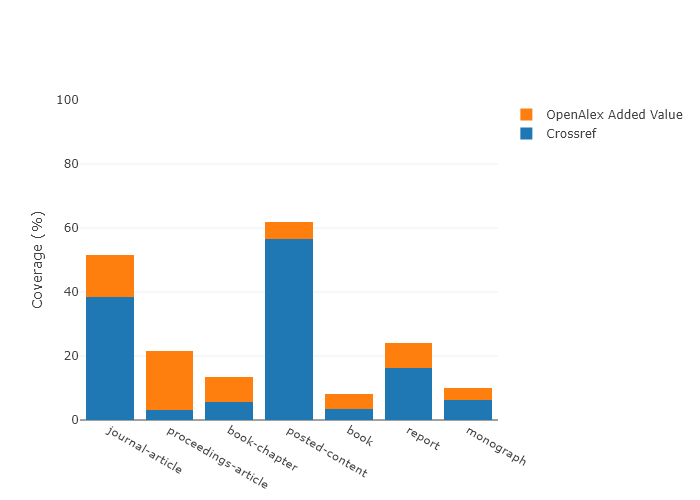 100
80
60
40
20
0
Coverage (%)
journal-article
proceedings-article
book-chapter
posted-content
book
report
monograph
OpenAlex Added Value
Crossref